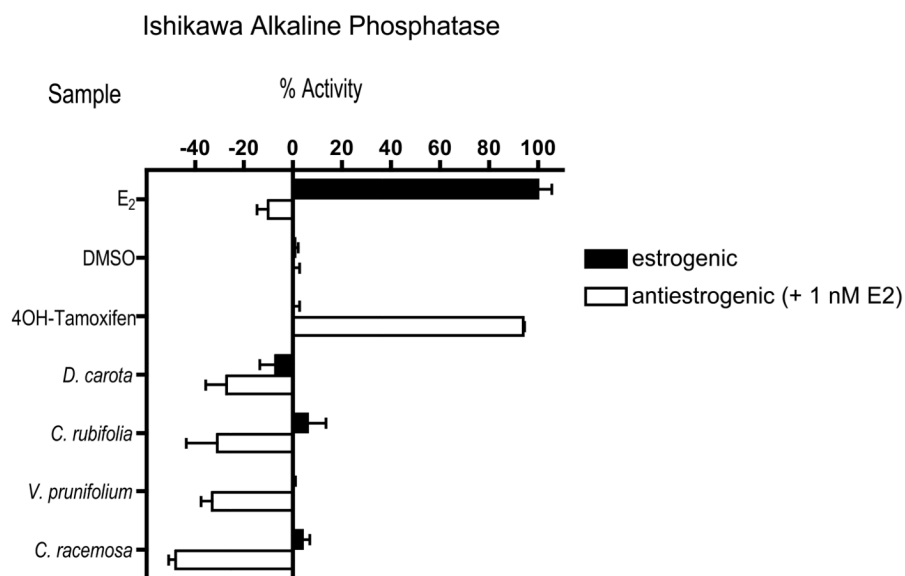 Ishikawa Alkaline Phosphatase
Sample
% Activity
-40 -20 0 20 40 60 80 100
E2
DMSO
4OH-Tamoxifen
D. carota
C. rubifolia
V. prunifolium
C. racemosa
estrogenic
antiestrogenic (+ 1 nM E2)